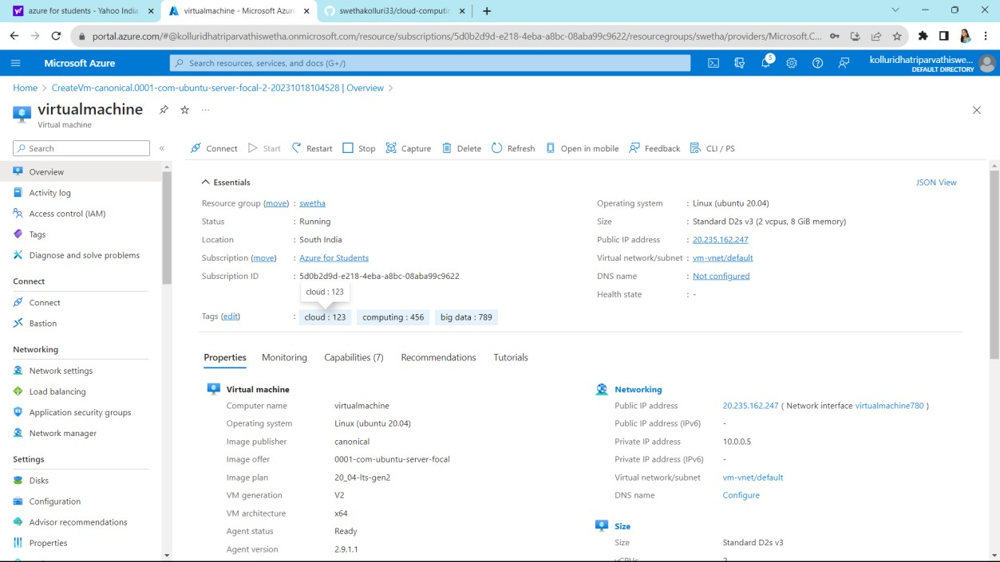 azure for students - Yahoo India
virtualmachine - Microsoft Azur
swethakolluri33/cloud-computin
portal.azure.com/#@kolluridhatriparvathiswetha.onmicrosoft.com/resource/subscriptions/5d0b2d9d-e218-4eba-a8bc-08aba99c9622/resourcegroups/swetha/providers/Microsoft.C...
Microsoft Azure
Search resources, services, and docs (G+/)
5
kolluridhatriparvathiswe...
DEFAULT DIRECTORY
Home > CreateVm-canonical.0001-com-ubuntu-server-focal-2-20231018104528 | Overview >
virtualmachine
Virtual machine
Search
Connect
Start
Restart
Stop
Capture
Delete
Refresh
Open in mobile
Feedback
CLI / PS
Overview
Activity log
Access control (IAM)
Tags
Diagnose and solve problems
Connect
Connect
Bastion
Networking
Network settings
Load balancing
Application security groups
Network manager
Settings
Disks
Configuration
Advisor recommendations
Properties
Essentials
JSON View
Resource group (move) : swetha
Status : Running
Location : South India
Subscription (move) : Azure for Students
Subscription ID : 5d0b2d9d-e218-4eba-a8bc-08aba99c9622
cloud : 123
Tags (edit) : cloud : 123 computing : 456 big data : 789
Operating system : Linux (ubuntu 20.04)
Size : Standard D2s v3 (2 vcpus, 8 GiB memory)
Public IP address : 20.235.162.247
Virtual network/subnet : vm-vnet/default
DNS name : Not configured
Health state : -
Properties Monitoring Capabilities (7) Recommendations Tutorials
Virtual machine
Computer name virtualmachine
Operating system Linux (ubuntu 20.04)
Image publisher canonical
Image offer 0001-com-ubuntu-server-focal
Image plan 20_04-lts-gen2
VM generation V2
VM architecture x64
Agent status Ready
Agent version 2.9.1.1
Networking
Public IP address 20.235.162.247 ( Network interface virtualmachine780 )
Public IP address (IPv6) -
Private IP address 10.0.0.5
Private IP address (IPv6) -
Virtual network/subnet vm-vnet/default
DNS name Configure
Size
Size Standard D2s v3
vCPUs 2